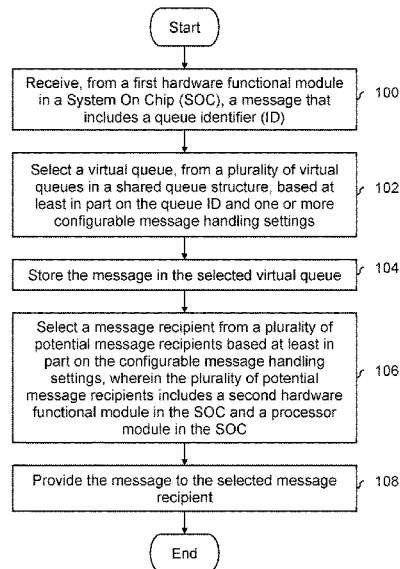 Start
Receive, from a first hardware functional module
in a System On Chip (SOC), a message that
includes a queue identifier (ID)
100
Select a virtual queue, from a plurality of virtual
queues in a shared queue structure, based at
least in part on the queue ID and one or more
configurable message handling settings
102
Store the message in the selected virtual queue
104
Select a message recipient from a plurality of
potential message recipients based at least in
part on the configurable message handling
settings, wherein the plurality of potential
message recipients includes a second hardware
functional module in the SOC and a processor
module in the SOC
106
Provide the message to the selected message
recipient
108
End